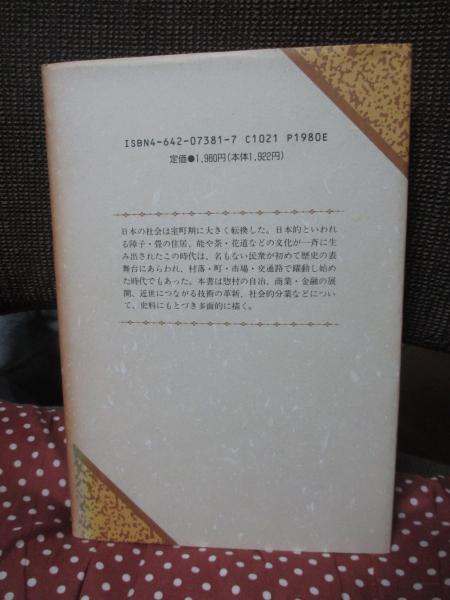 ISBN4-642-07381-7 C1021 P1980E
定価●1,980円(本体1,922円)
日本の社会は室町期に大きく転換した。日本的といわれ
る障子・畳の住居、能や茶・花道などの文化が一斉に生
み出されたこの時代は、名もない民衆が初めて歴史の表
舞台にあらわれ、村落・町・市場・交通路で躍動し始め
た時代でもあった。本書は惣村の自治、商業・金融の展
開、近世につながる技術の革新、社会的分業などについ
て、史料にもとづき多面的に描く。